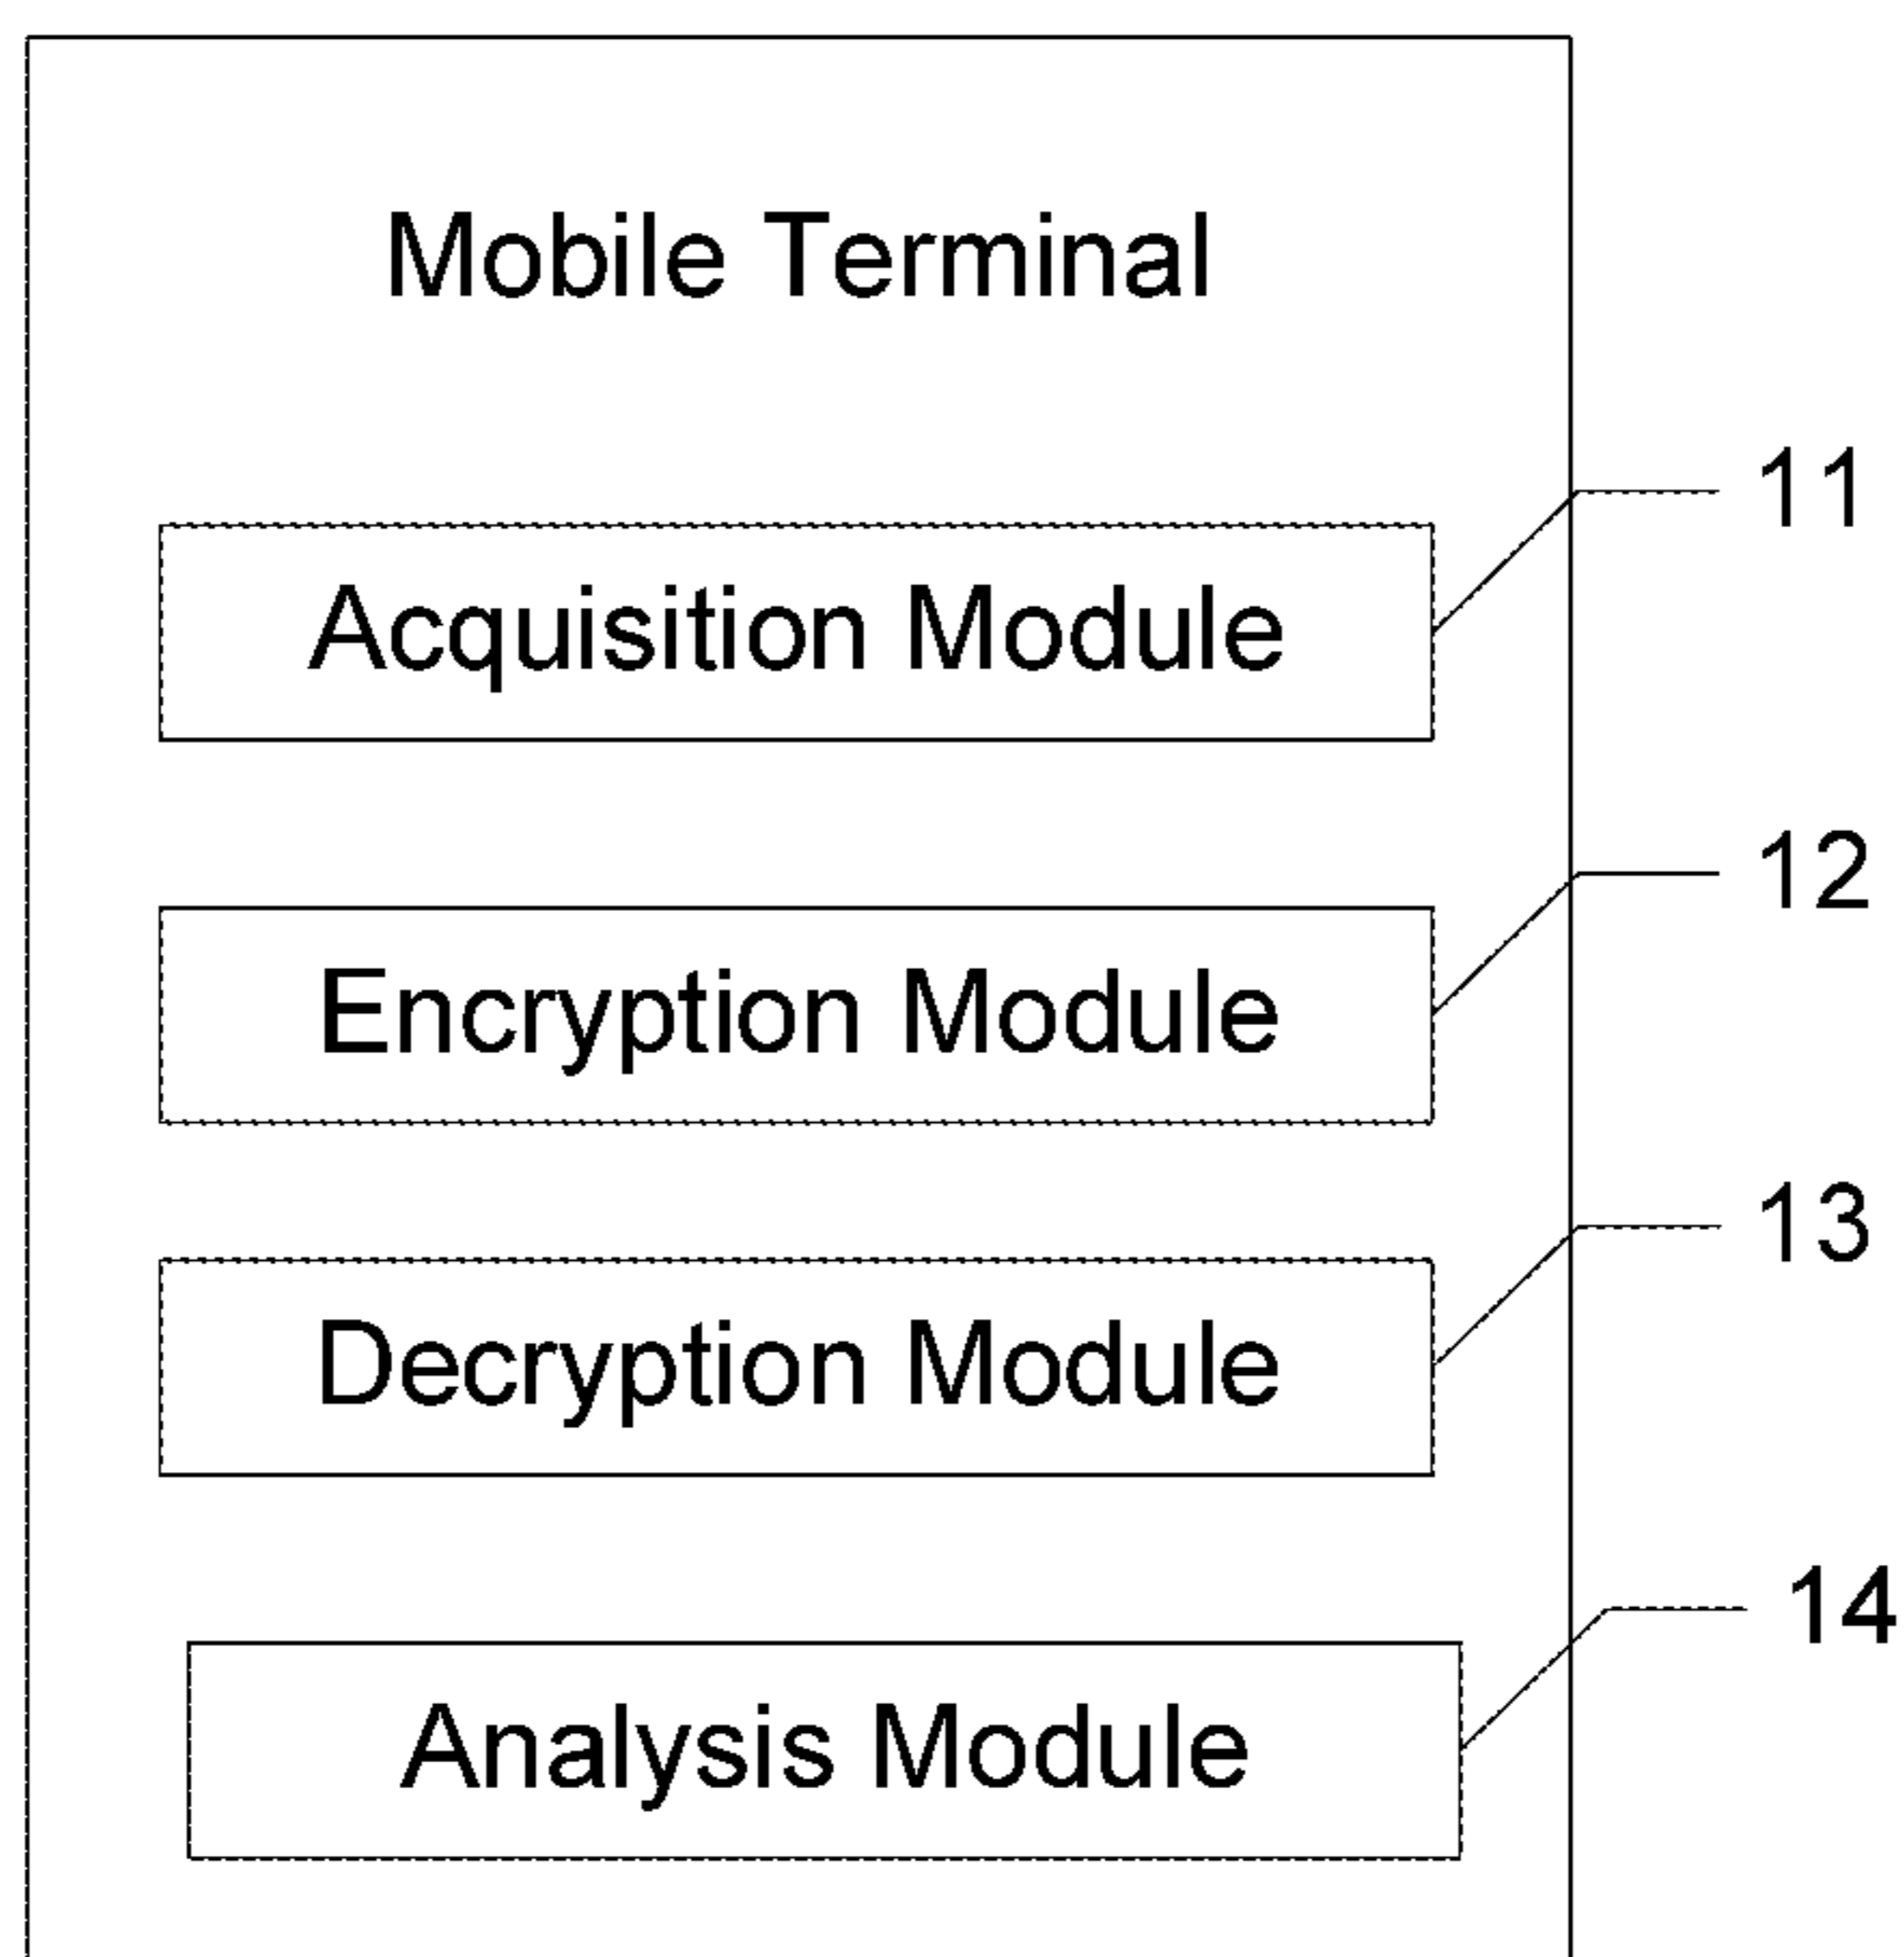 Mobile Terminal
11
Acquisition Module
12
Encryption Module
13
Decryption Module
14
Analysis Module